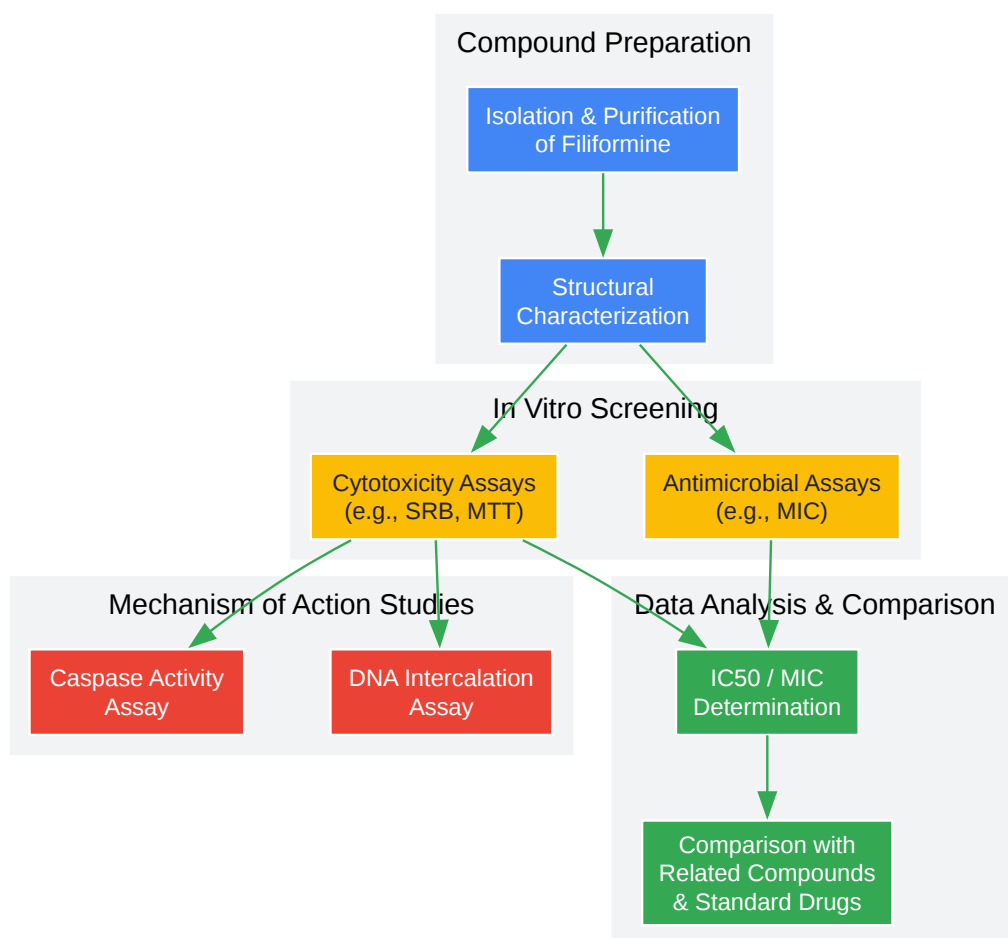 Compound Preparation
Isolation & Purification
of Filiformine
Structural
Characterization
In Vitro Screening
Cytotoxicity Assays
(e.g., SRB, MTT)
Antimicrobial Assays
(e.g., MIC)
Mechanism of Action Studies
Caspase Activity
Assay
DNA Intercalation
Assay
Data Analysis & Comparison
IC50 / MIC
Determination
Comparison with
Related Compounds
& Standard Drugs